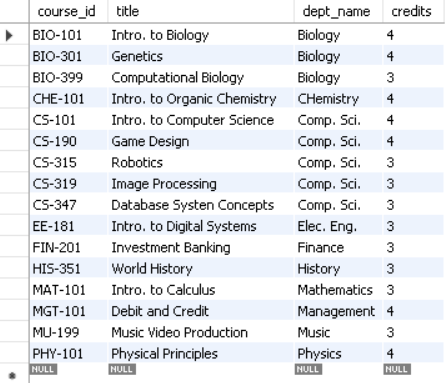 course_id title dept_name credits
BIO-101 Intro. to Biology Biology 4
BIO-301 Genetics Biology 4
BIO-399 Computational Biology Biology 3
CHE-101 Intro. to Organic Chemistry CHemistry 4
CS-101 Intro. to Computer Science Comp. Sci. 4
CS-190 Game Design Comp. Sci. 4
CS-315 Robotics Comp. Sci. 3
CS-319 Image Processing Comp. Sci. 3
CS-347 Database Systen Concepts Comp. Sci. 3
EE-181 Intro. to Digital Systems Elec. Eng. 3
FIN-201 Investment Banking Finance 3
HIS-351 World History History 3
MAT-101 Intro. to Calculus Mathematics 3
MGT-101 Debit and Credit Management 4
MU-199 Music Video Production Music 3
PHY-101 Physical Principles Physics 4
NULL NULL NULL NULL